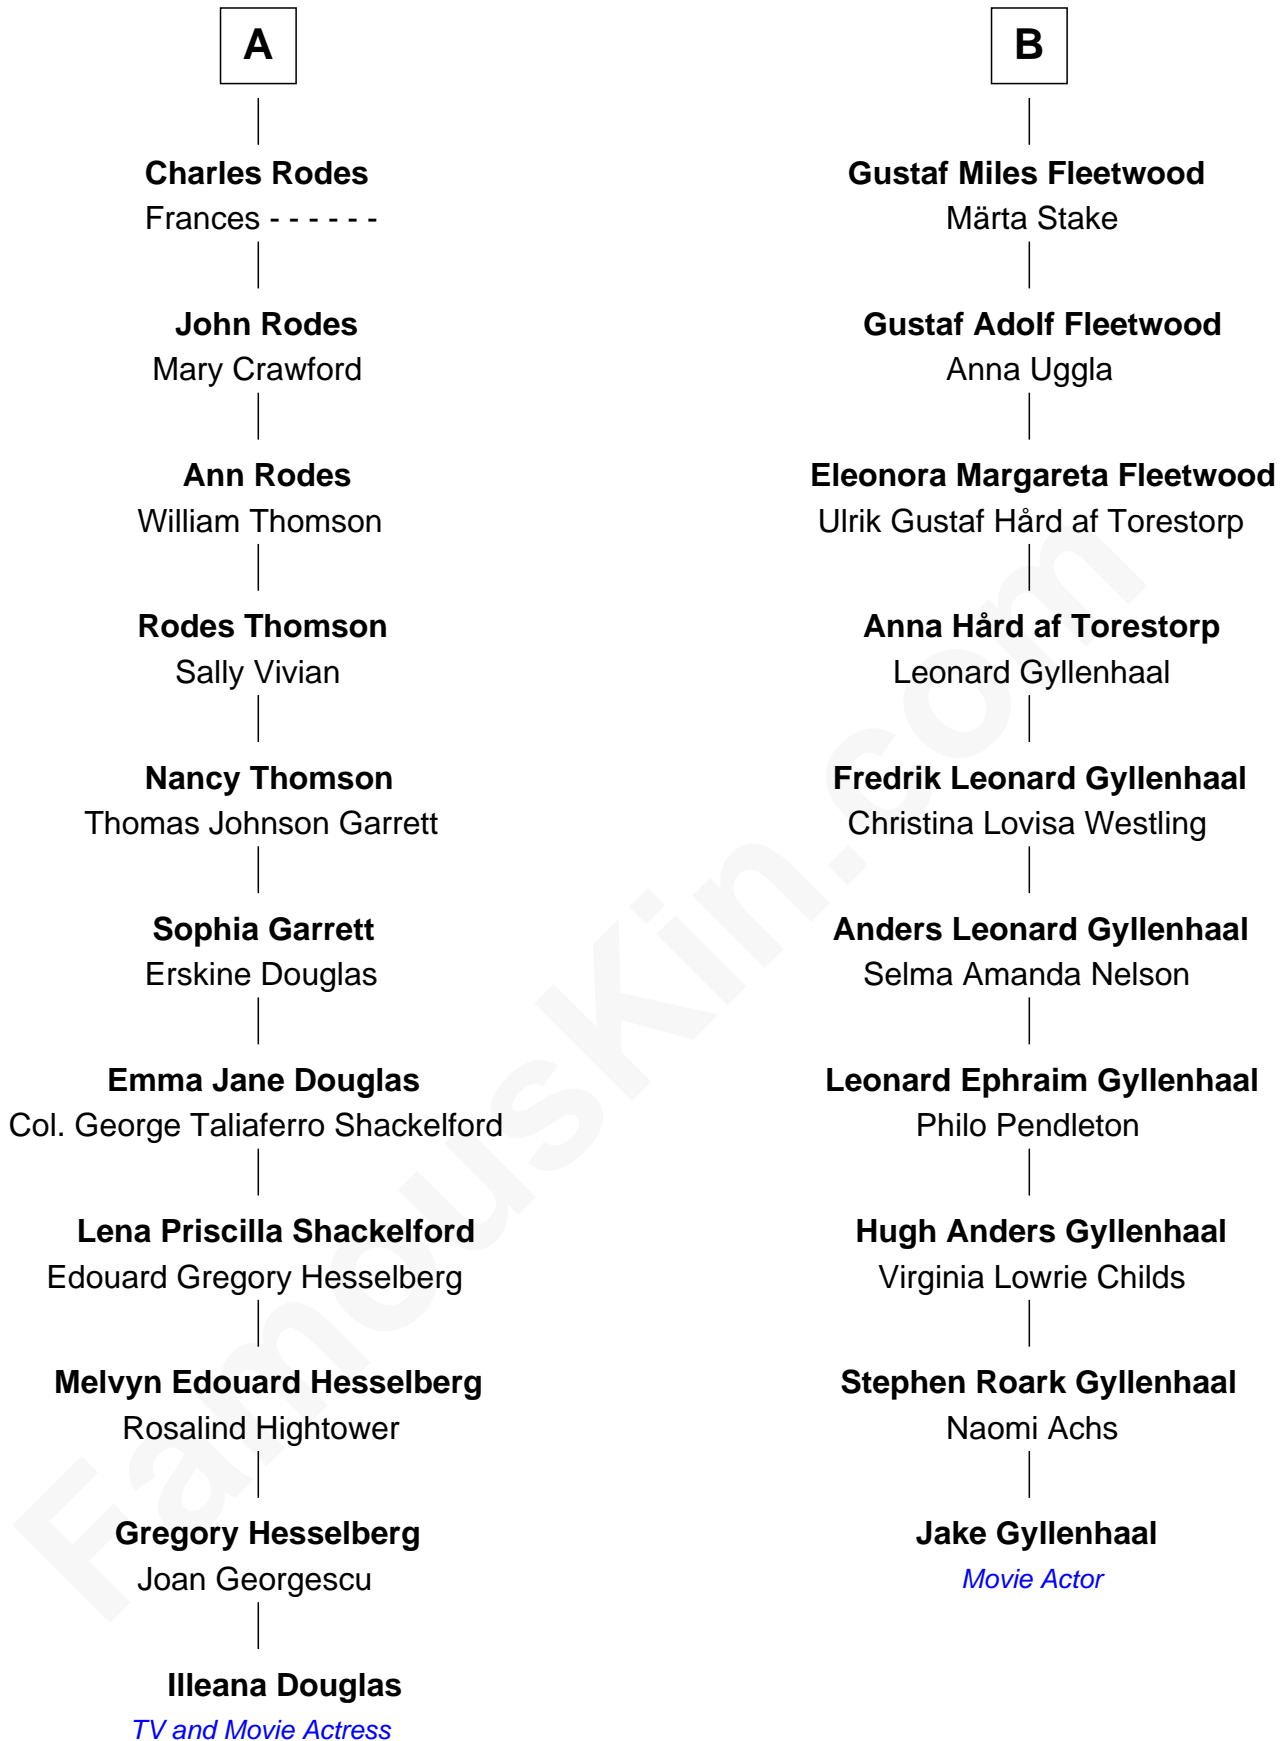 A
Charles Rodes
Frances - - - - - -
John Rodes
Mary Crawford
Ann Rodes
William Thomson
Rodes Thomson
Sally Vivian
Nancy Thomson
Thomas Johnson Garrett
Sophia Garrett
Erskine Douglas
Emma Jane Douglas
Col. George Taliaferro Shackelford
Lena Priscilla Shackelford
Edouard Gregory Hesselberg
Melvyn Edouard Hesselberg
Rosalind Hightower
Gregory Hesselberg
Joan Georgescu
Illeana Douglas
TV and Movie Actress
B
Gustaf Miles Fleetwood
Märta Stake
Gustaf Adolf Fleetwood
Anna Uggla
Eleonora Margareta Fleetwood
Ulrik Gustaf Hård af Torestorp
Anna Hård af Torestorp
Leonard Gyllenhaal
Fredrik Leonard Gyllenhaal
Christina Lovisa Westling
Anders Leonard Gyllenhaal
Selma Amanda Nelson
Leonard Ephraim Gyllenhaal
Philo Pendleton
Hugh Anders Gyllenhaal
Virginia Lowrie Childs
Stephen Roark Gyllenhaal
Naomi Achs
Jake Gyllenhaal
Movie Actor
FamousKin.com